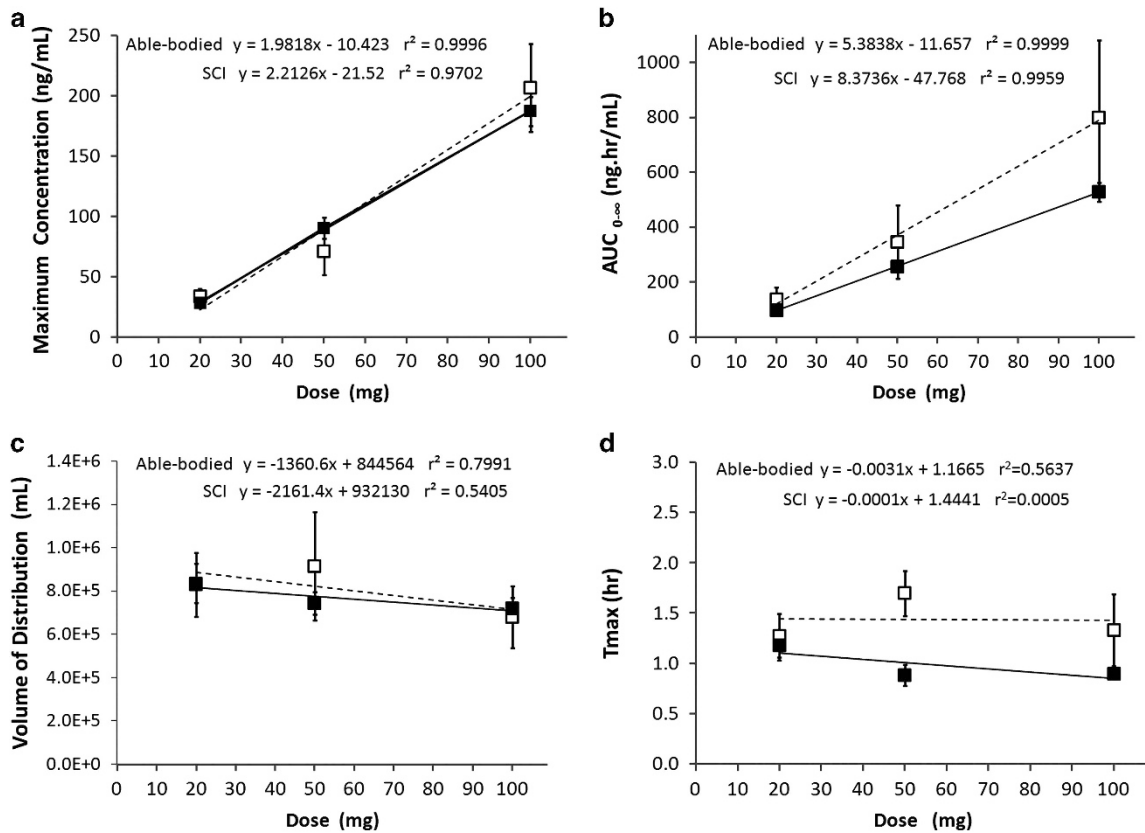 a
Able-bodied y = 1.9818x - 10.423 r² = 0.9996
SCI y = 2.2126x - 21.52 r² = 0.9702
Maximum Concentration (ng/mL)
250
200
150
100
50
0
0 10 20 30 40 50 60 70 80 90 100
Dose (mg)
b
Able-bodied y = 5.3838x - 11.657 r² = 0.9999
SCI y = 8.3736x - 47.768 r² = 0.9959
AUC 0-∞ (ng.hr/mL)
1000
800
600
400
200
0
0 10 20 30 40 50 60 70 80 90 100
Dose (mg)
c
Able-bodied y = -1360.6x + 844564 r² = 0.7991
SCI y = -2161.4x + 932130 r² = 0.5405
Volume of Distribution (mL)
1.4E+6
1.2E+6
1.0E+6
8.0E+5
6.0E+5
4.0E+5
2.0E+5
0.0E+0
0 10 20 30 40 50 60 70 80 90 100
Dose (mg)
d
Able-bodied y = -0.0031x + 1.1665 r²=0.5637
SCI y = -0.0001x + 1.4441 r²=0.0005
Tmax (hr)
3.0
2.5
2.0
1.5
1.0
0.5
0.0
0 10 20 30 40 50 60 70 80 90 100
Dose (mg)